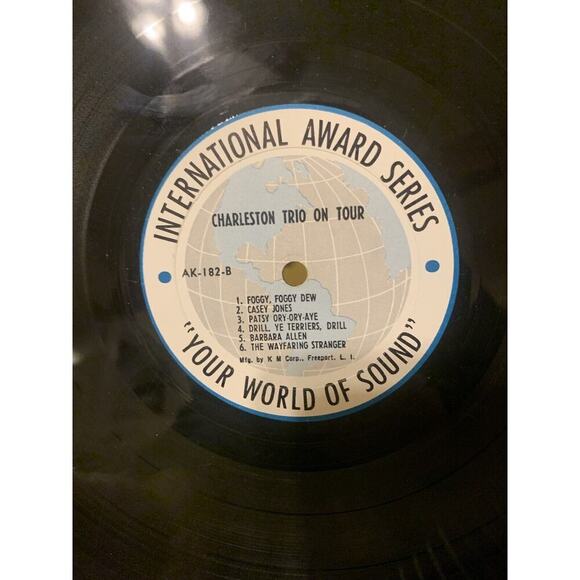 INTERNATIONAL AWARD SERIES
CHARLESTON TRIO ON TOUR
AK-182-B
1. FOGGY, FOGGY DEW
2. CASEY JONES
3. PATSY ORY-ORY-AYE
4. DRILL, YE TERRIERS, DRILL
5. BARBARA ALLEN
6. THE WAYFARING STRANGER
Mfg. by K M Corp., Freeport, L. I.
"YOUR WORLD OF SOUND"